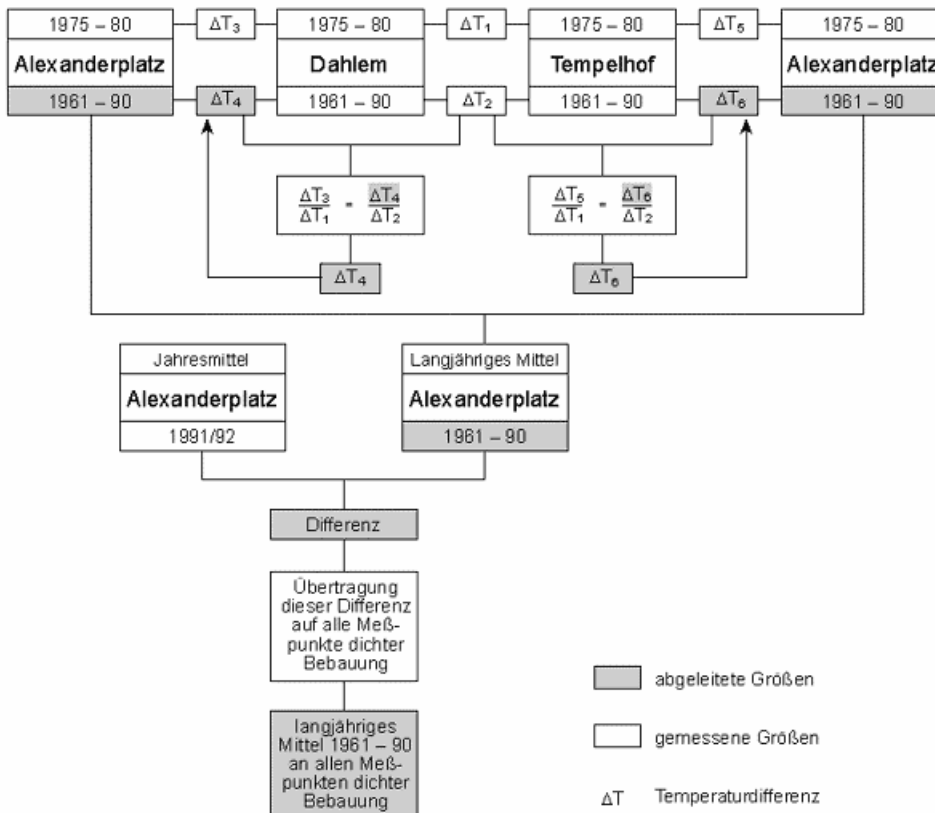 1975 – 80 ΔT₃ 1975 – 80 ΔT₁ 1975 – 80 ΔT₅ 1975 – 80
Alexanderplatz Dahlem Tempelhof Alexanderplatz
1961 – 90 ΔT₄ 1961 – 90 ΔT₂ 1961 – 90 ΔT₆ 1961 – 90
ΔT₃ / ΔT₁ = ΔT₄ / ΔT₂
ΔT₅ / ΔT₁ = ΔT₆ / ΔT₂
ΔT₄
ΔT₆
Jahresmittel
Alexanderplatz
1991/92
Langjähriges Mittel
Alexanderplatz
1961 – 90
Differenz
Übertragung
dieser Differenz
auf alle Meß-
punkte dichter
Bebauung
langjähriges
Mittel 1961 – 90
an allen Meß-
punkten dichter
Bebauung
abgeleitete Größen
gemessene Größen
ΔT Temperaturdifferenz